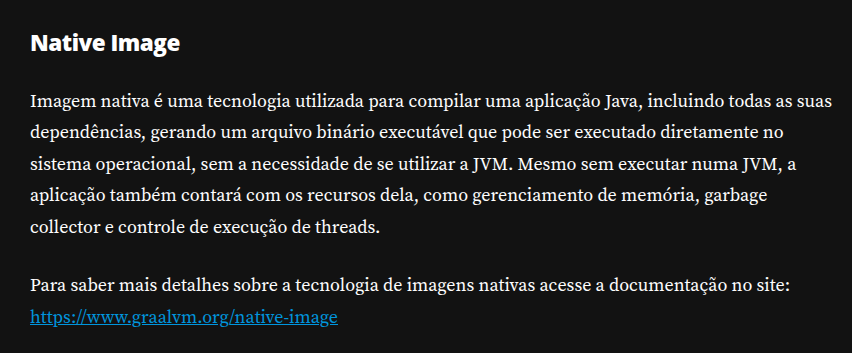 Native Image
Imagem nativa é uma tecnologia utilizada para compilar uma aplicação Java, incluindo todas as suas
dependências, gerando um arquivo binário executável que pode ser executado diretamente no
sistema operacional, sem a necessidade de se utilizar a JVM. Mesmo sem executar numa JVM, a
aplicação também contará com os recursos dela, como gerenciamento de memória, garbage
collector e controle de execução de threads.
Para saber mais detalhes sobre a tecnologia de imagens nativas acesse a documentação no site:
https://www.graalvm.org/native-image